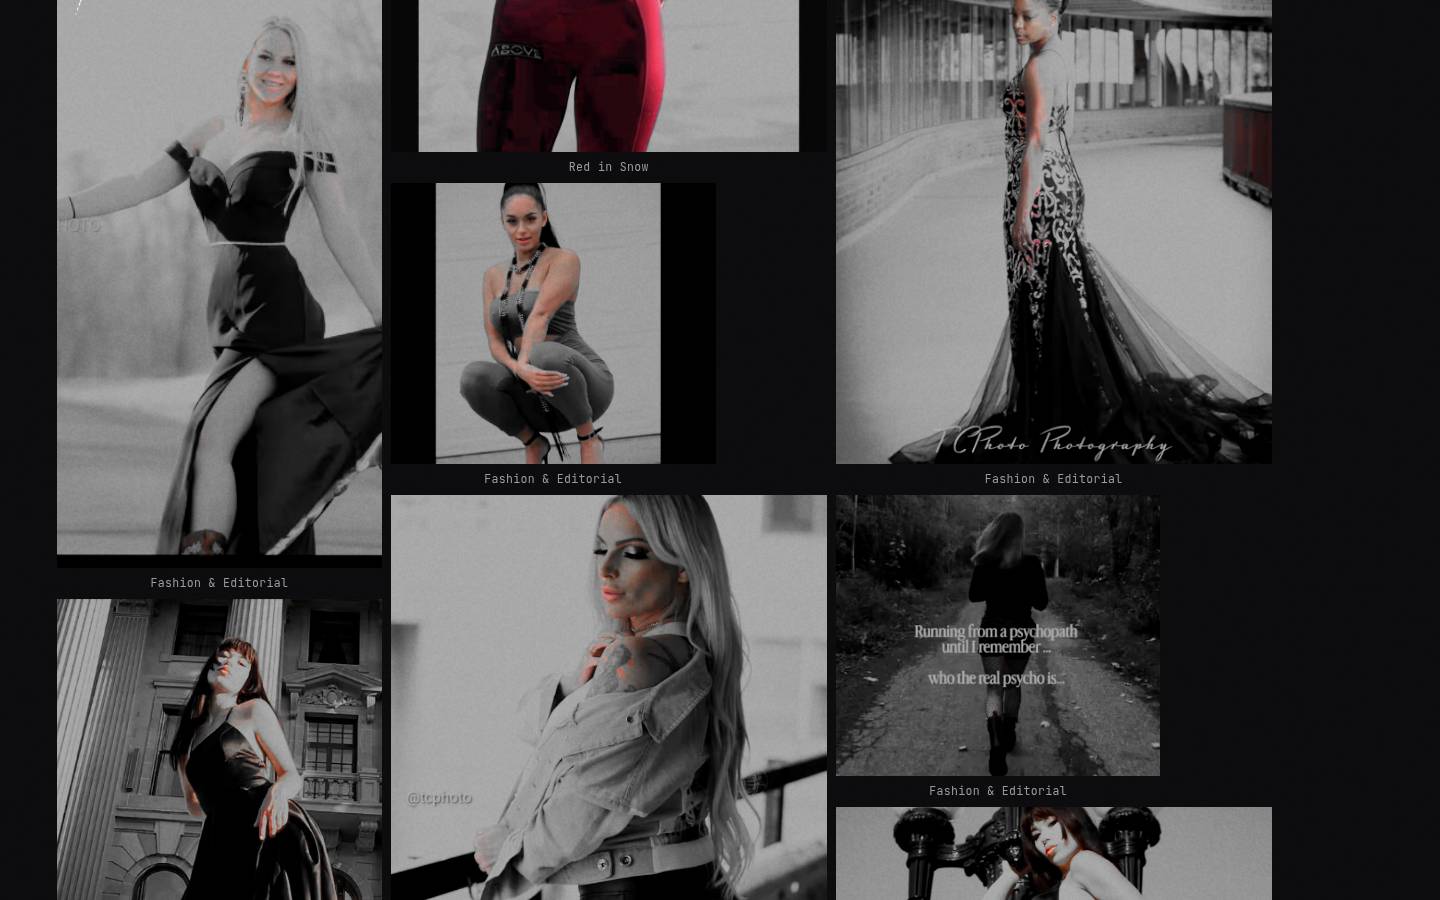 ABOVE
Red in Snow
HOTO
Fashion & Editorial
TCPhoto Photography
Fashion & Editorial
Fashion & Editorial
Running from a psychopath
until I remember ...
who the real psycho is...
@tcphoto
Fashion & Editorial